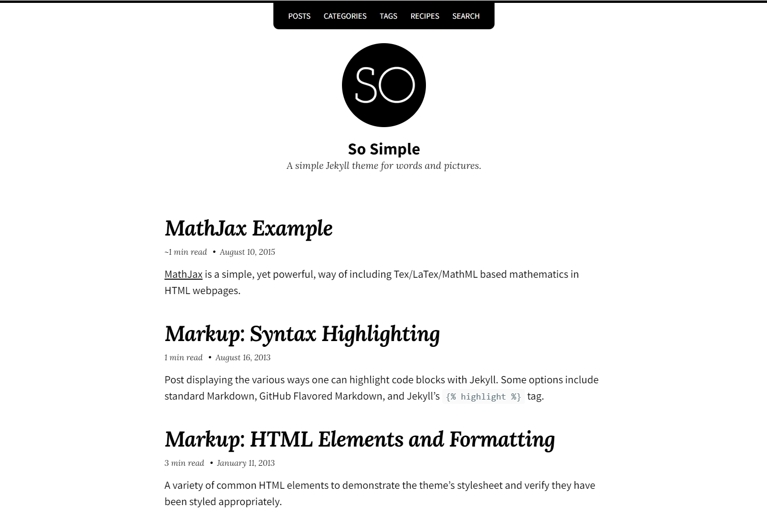 POSTS CATEGORIES TAGS RECIPES SEARCH
SO
So Simple
A simple Jekyll theme for words and pictures.
MathJax Example
~1 min read • August 10, 2015
MathJax is a simple, yet powerful, way of including Tex/LaTex/MathML based mathematics in
HTML webpages.
Markup: Syntax Highlighting
1 min read • August 16, 2013
Post displaying the various ways one can highlight code blocks with Jekyll. Some options include
standard Markdown, GitHub Flavored Markdown, and Jekyll’s {% highlight %} tag.
Markup: HTML Elements and Formatting
3 min read • January 11, 2013
A variety of common HTML elements to demonstrate the theme’s stylesheet and verify they have
been styled appropriately.